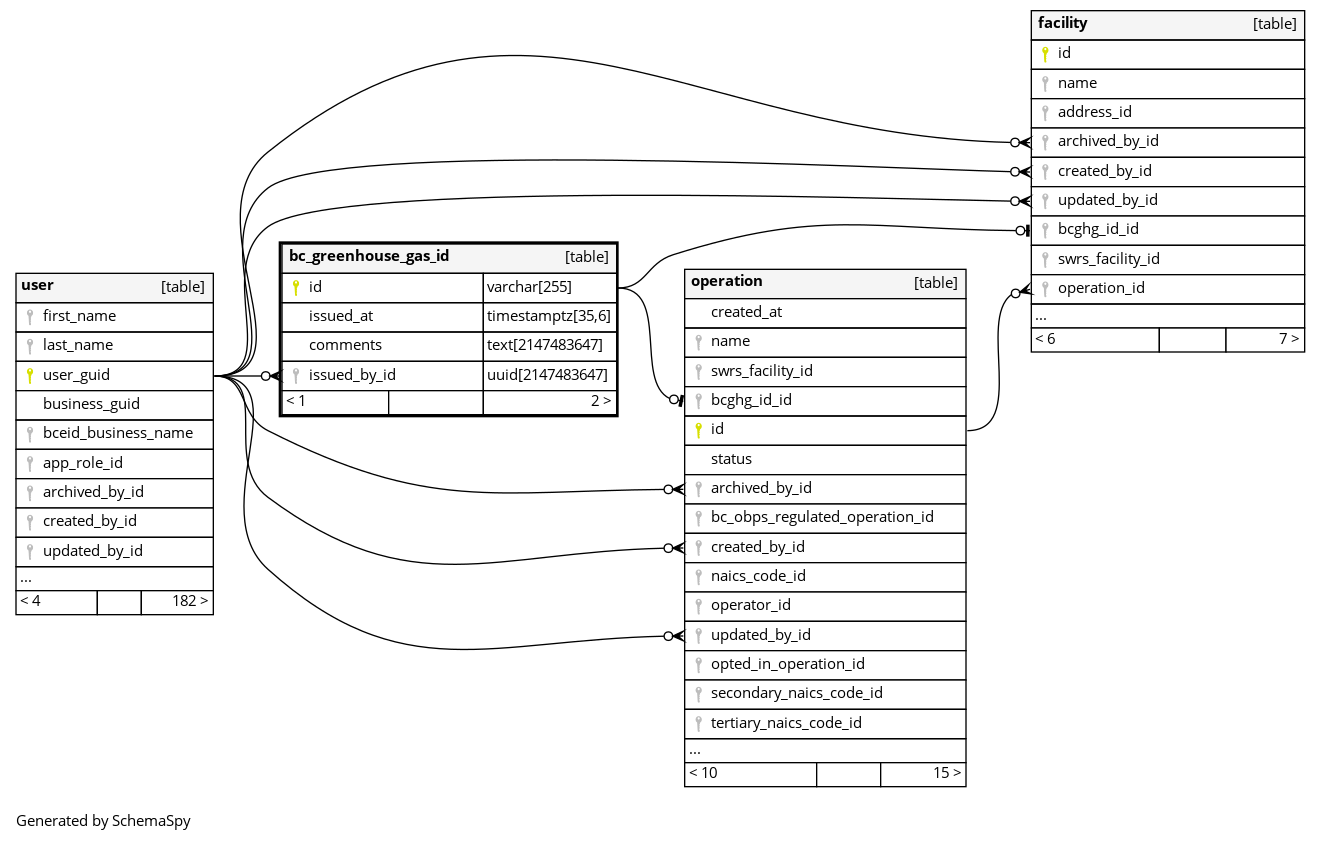 facility [table]
id
name
address_id
archived_by_id
created_by_id
updated_by_id
bcghg_id_id
swrs_facility_id
operation_id
...
< 6 7 >
bc_greenhouse_gas_id [table]
id varchar[255]
issued_at timestamptz[35,6]
comments text[2147483647]
issued_by_id uuid[2147483647]
< 1 2 >
user [table]
first_name
last_name
user_guid
business_guid
bceid_business_name
app_role_id
archived_by_id
created_by_id
updated_by_id
...
< 4 182 >
operation [table]
created_at
name
swrs_facility_id
bcghg_id_id
id
status
archived_by_id
bc_obps_regulated_operation_id
created_by_id
naics_code_id
operator_id
updated_by_id
opted_in_operation_id
secondary_naics_code_id
tertiary_naics_code_id
...
< 10 15 >
Generated by SchemaSpy